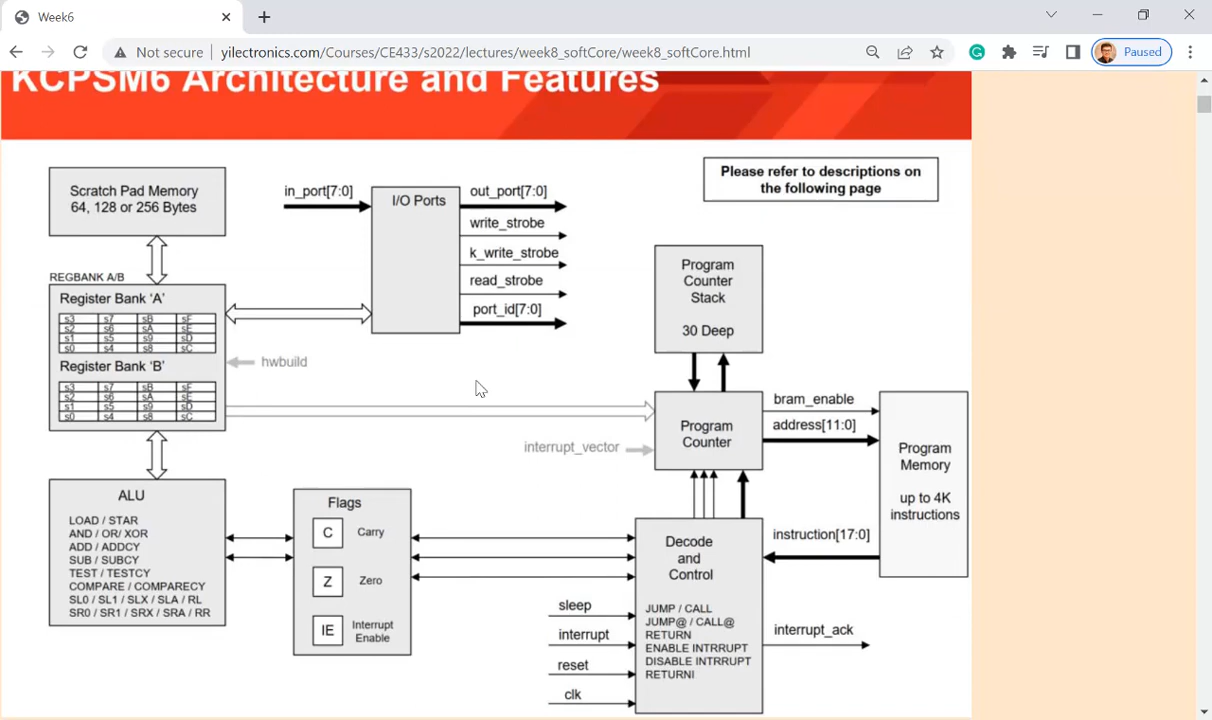 Week6
Not secure
yilectronics.com/Courses/CE433/s2022/lectures/week8_softCore/week8_softCore.html
Paused
KCPSM6 Architecture and Features
Please refer to descriptions on
the following page
Scratch Pad Memory
64, 128 or 256 Bytes
in_port[7:0]
I/O Ports
out_port[7:0]
write_strobe
k_write_strobe
read_strobe
port_id[7:0]
REGBANK A/B
Register Bank 'A'
s3 s7 sB sF
s2 s6 sA sE
s1 s5 s9 sD
s0 s4 s8 sC
Register Bank 'B'
s3 s7 sB sF
s2 s6 sA sE
s1 s5 s9 sD
s0 s4 s8 sC
hwbuild
Program
Counter
Stack
30 Deep
Program
Counter
interrupt_vector
bram_enable
address[11:0]
Program
Memory
up to 4K
instructions
instruction[17:0]
ALU
LOAD / STAR
AND / OR/ XOR
ADD / ADDCY
SUB / SUBCY
TEST / TESTCY
COMPARE / COMPARECY
SL0 / SL1 / SLX / SLA / RL
SR0 / SR1 / SRX / SRA / RR
Flags
C Carry
Z Zero
IE Interrupt
Enable
Decode
and
Control
JUMP / CALL
JUMP@ / CALL@
RETURN
ENABLE INTRRUPT
DISABLE INTRRUPT
RETURNI
sleep
interrupt
reset
clk
interrupt_ack